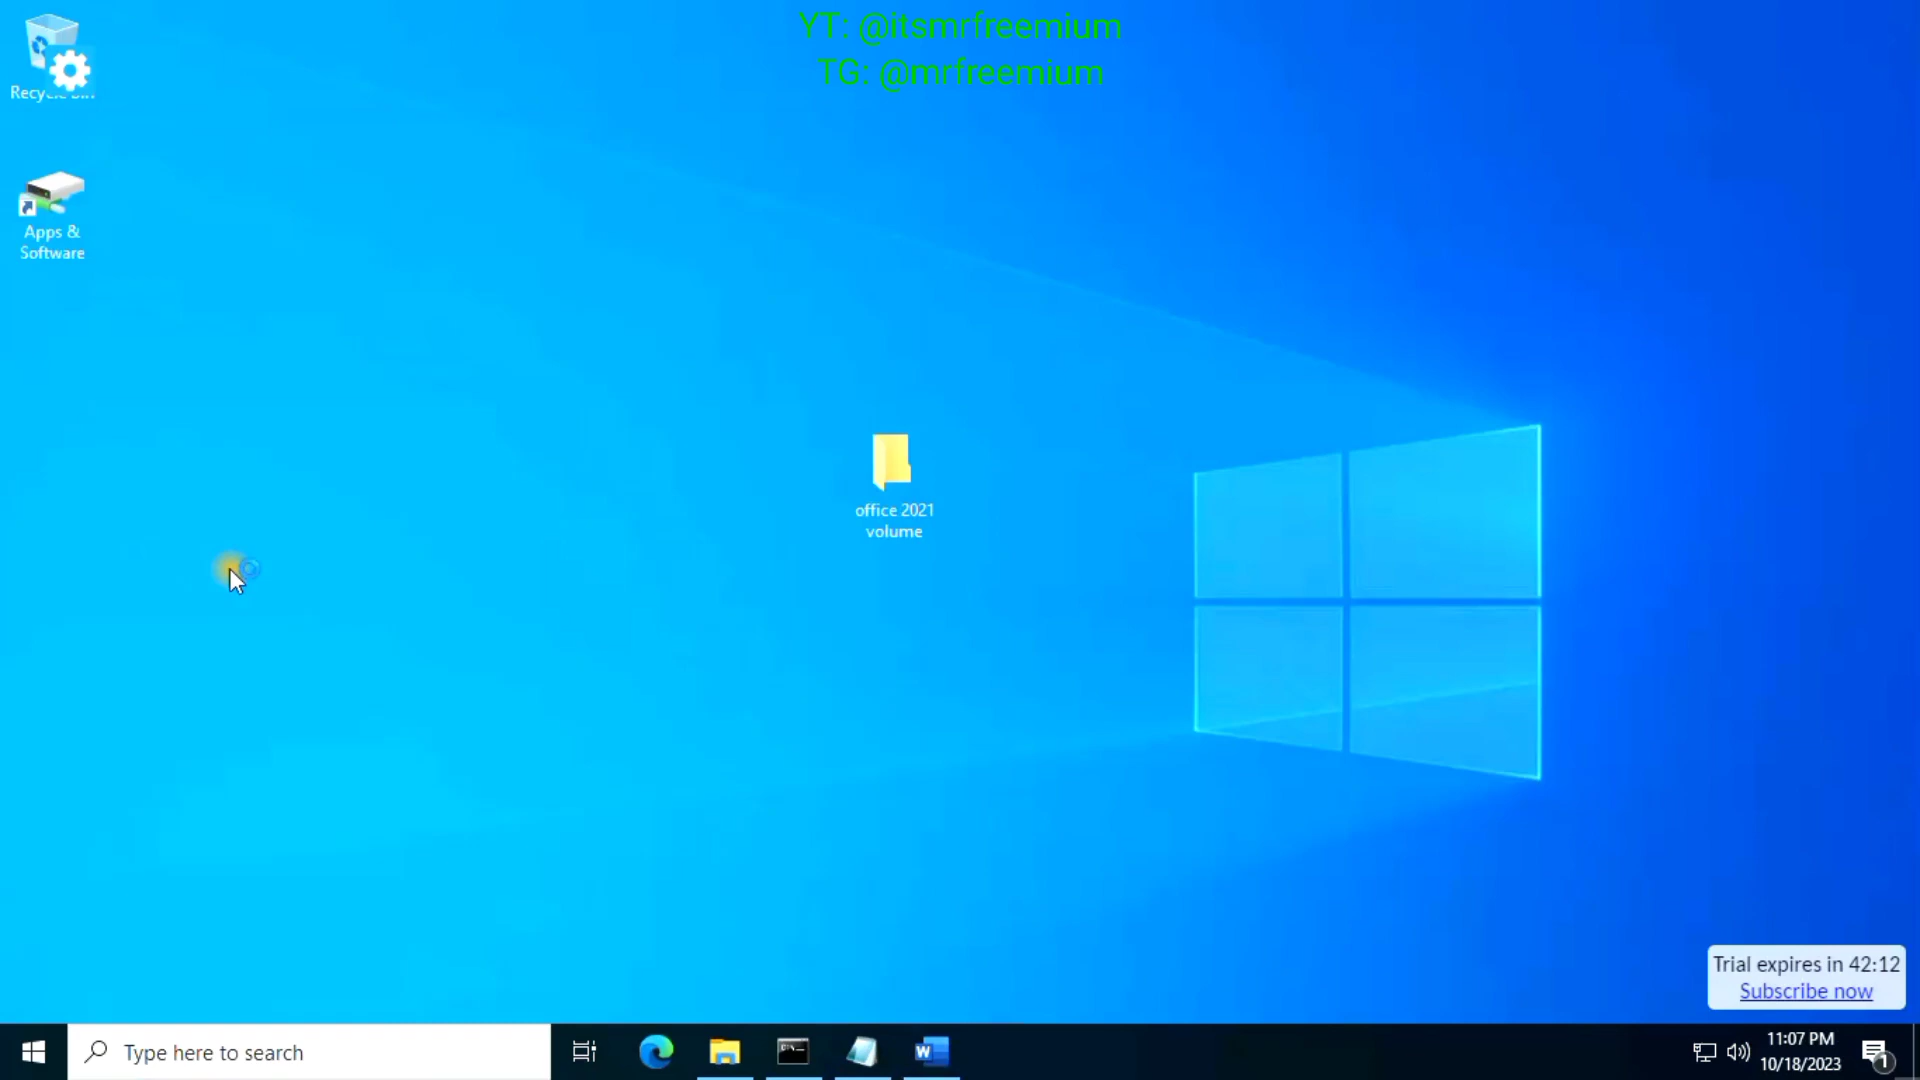 YT: @itsmrfreemium
TG: @mrfreemium
Apps &
Software
office 2021
volume
Trial expires in 42:12
Subscribe now
Type here to search
11:07 PM
10/18/2023
1